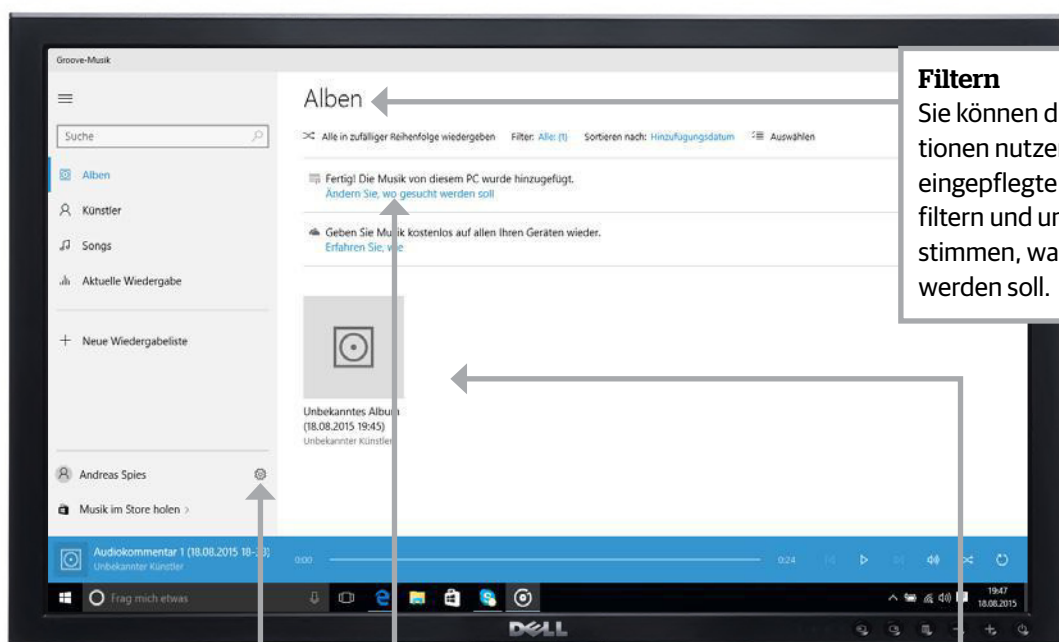 Groove-Musik
Suche
Alben
Künstler
Songs
Aktuelle Wiedergabe
Neue Wiedergabeliste
Andreas Spies
Musik im Store holen
Alben
Alle in zufälliger Reihenfolge wiedergeben Filter: Alle: (1) Sortieren nach: Hinzufügungsdatum Auswählen
Fertig! Die Musik von diesem PC wurde hinzugefügt.
Ändern Sie, wo gesucht werden soll
Geben Sie Musik kostenlos auf allen Ihren Geräten wieder.
Erfahren Sie, wie
Unbekanntes Album
(18.08.2015 19:45)
Unbekannter Künstler
Filtern
Sie können d
tionen nutzen
eingepflegte
filtern und un
stimmen, wa
werden soll.
Audiokommentar 1 (18.08.2015 18-33)
Unbekannter Künstler
0:00 0:24
Frag mich etwas
19:47
18.08.2015
DELL